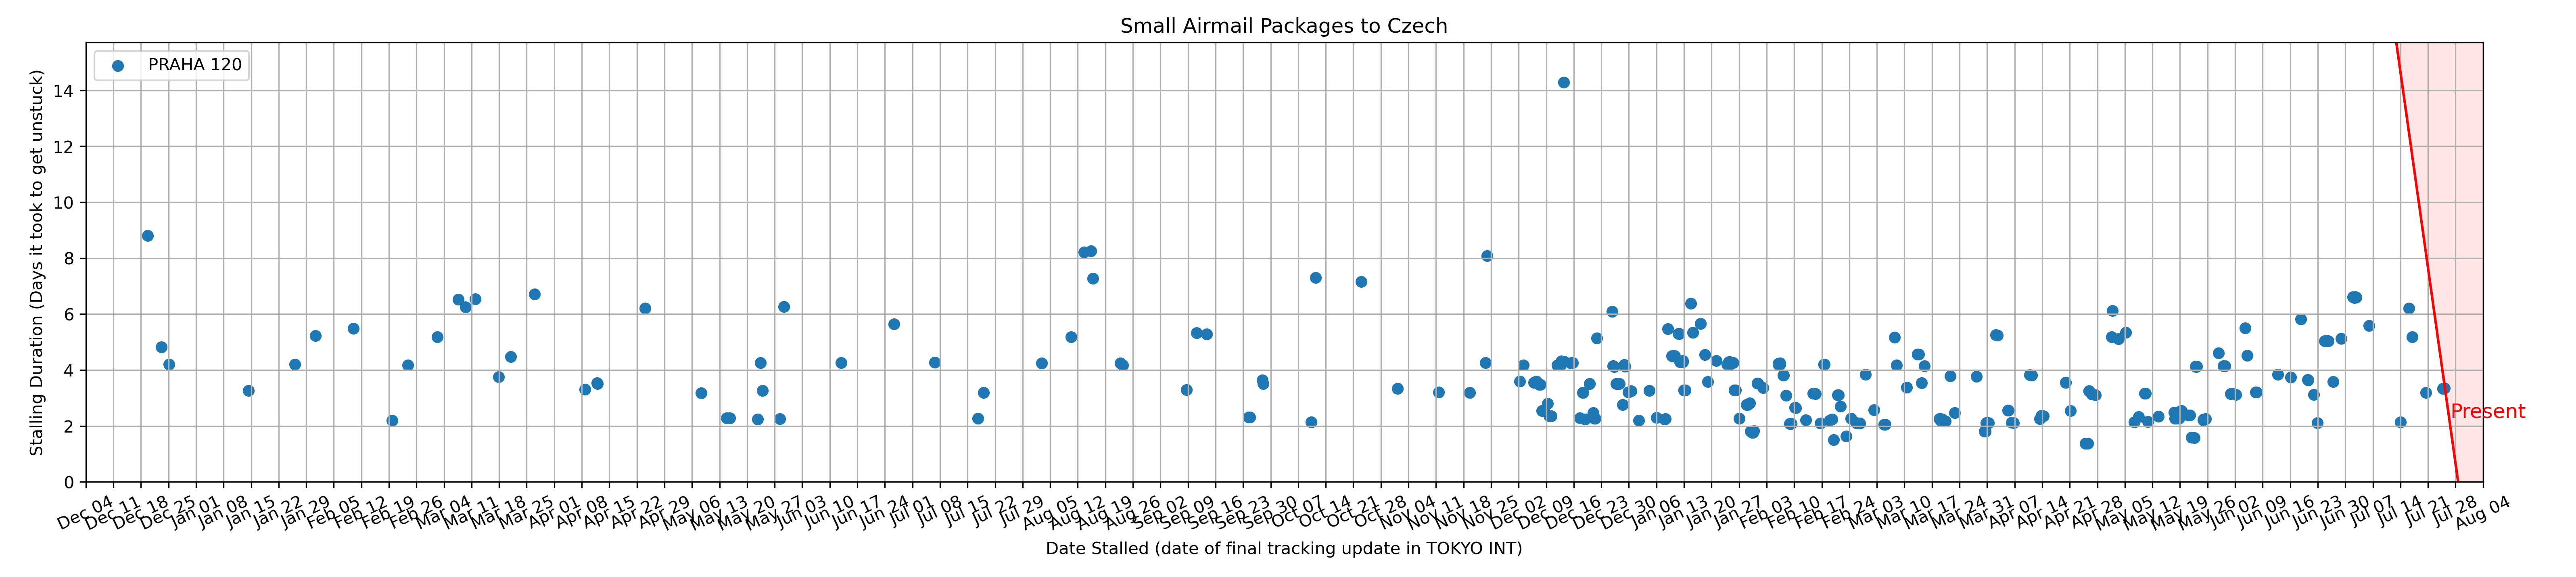 Small Airmail Packages to Czech
PRAHA 120
Stalling Duration (Days it took to get unstuck)
14
12
10
8
6
4
2
0
Present
Dec 04
Dec 11
Dec 18
Dec 25
Jan 01
Jan 08
Jan 15
Jan 22
Jan 29
Feb 05
Feb 12
Feb 19
Feb 26
Mar 04
Mar 11
Mar 18
Mar 25
Apr 01
Apr 08
Apr 15
Apr 22
Apr 29
May 06
May 13
May 20
May 27
Jun 03
Jun 10
Jun 17
Jun 24
Jul 01
Jul 08
Jul 15
Jul 22
Jul 29
Aug 05
Aug 12
Aug 19
Aug 26
Sep 02
Sep 09
Sep 16
Sep 23
Sep 30
Oct 07
Oct 14
Oct 21
Oct 28
Nov 04
Nov 11
Nov 18
Nov 25
Dec 02
Dec 09
Dec 16
Dec 23
Dec 30
Jan 06
Jan 13
Jan 20
Jan 27
Feb 03
Feb 10
Feb 17
Feb 24
Mar 03
Mar 10
Mar 17
Mar 24
Mar 31
Apr 07
Apr 14
Apr 21
Apr 28
May 05
May 12
May 19
May 26
Jun 02
Jun 09
Jun 16
Jun 23
Jun 30
Jul 07
Jul 14
Jul 21
Jul 28
Aug 04
Date Stalled (date of final tracking update in TOKYO INT)